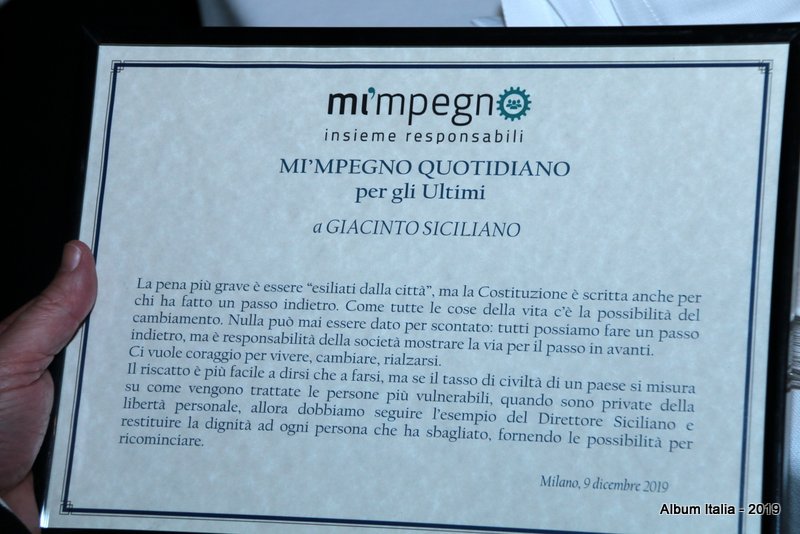 mi'mpegno
insieme responsabili
MI'MPEGNO QUOTIDIANO
per gli Ultimi
a GIACINTO SICILIANO
La pena più grave è essere “esiliati dalla città”, ma la Costituzione è scritta anche per
chi ha fatto un passo indietro. Come tutte le cose della vita c'è la possibilità del
cambiamento. Nulla può mai essere dato per scontato: tutti possiamo fare un passo
indietro, ma è responsabilità della società mostrare la via per il passo in avanti.
Ci vuole coraggio per vivere, cambiare, rialzarsi.
Il riscatto è più facile a dirsi che a farsi, ma se il tasso di civiltà di un paese si misura
su come vengono trattate le persone più vulnerabili, quando sono private della
libertà personale, allora dobbiamo seguire l'esempio del Direttore Siciliano e
restituire la dignità ad ogni persona che ha sbagliato, fornendo le possibilità per
ricominciare.
Milano, 9 dicembre 2019
Album Italia - 2019